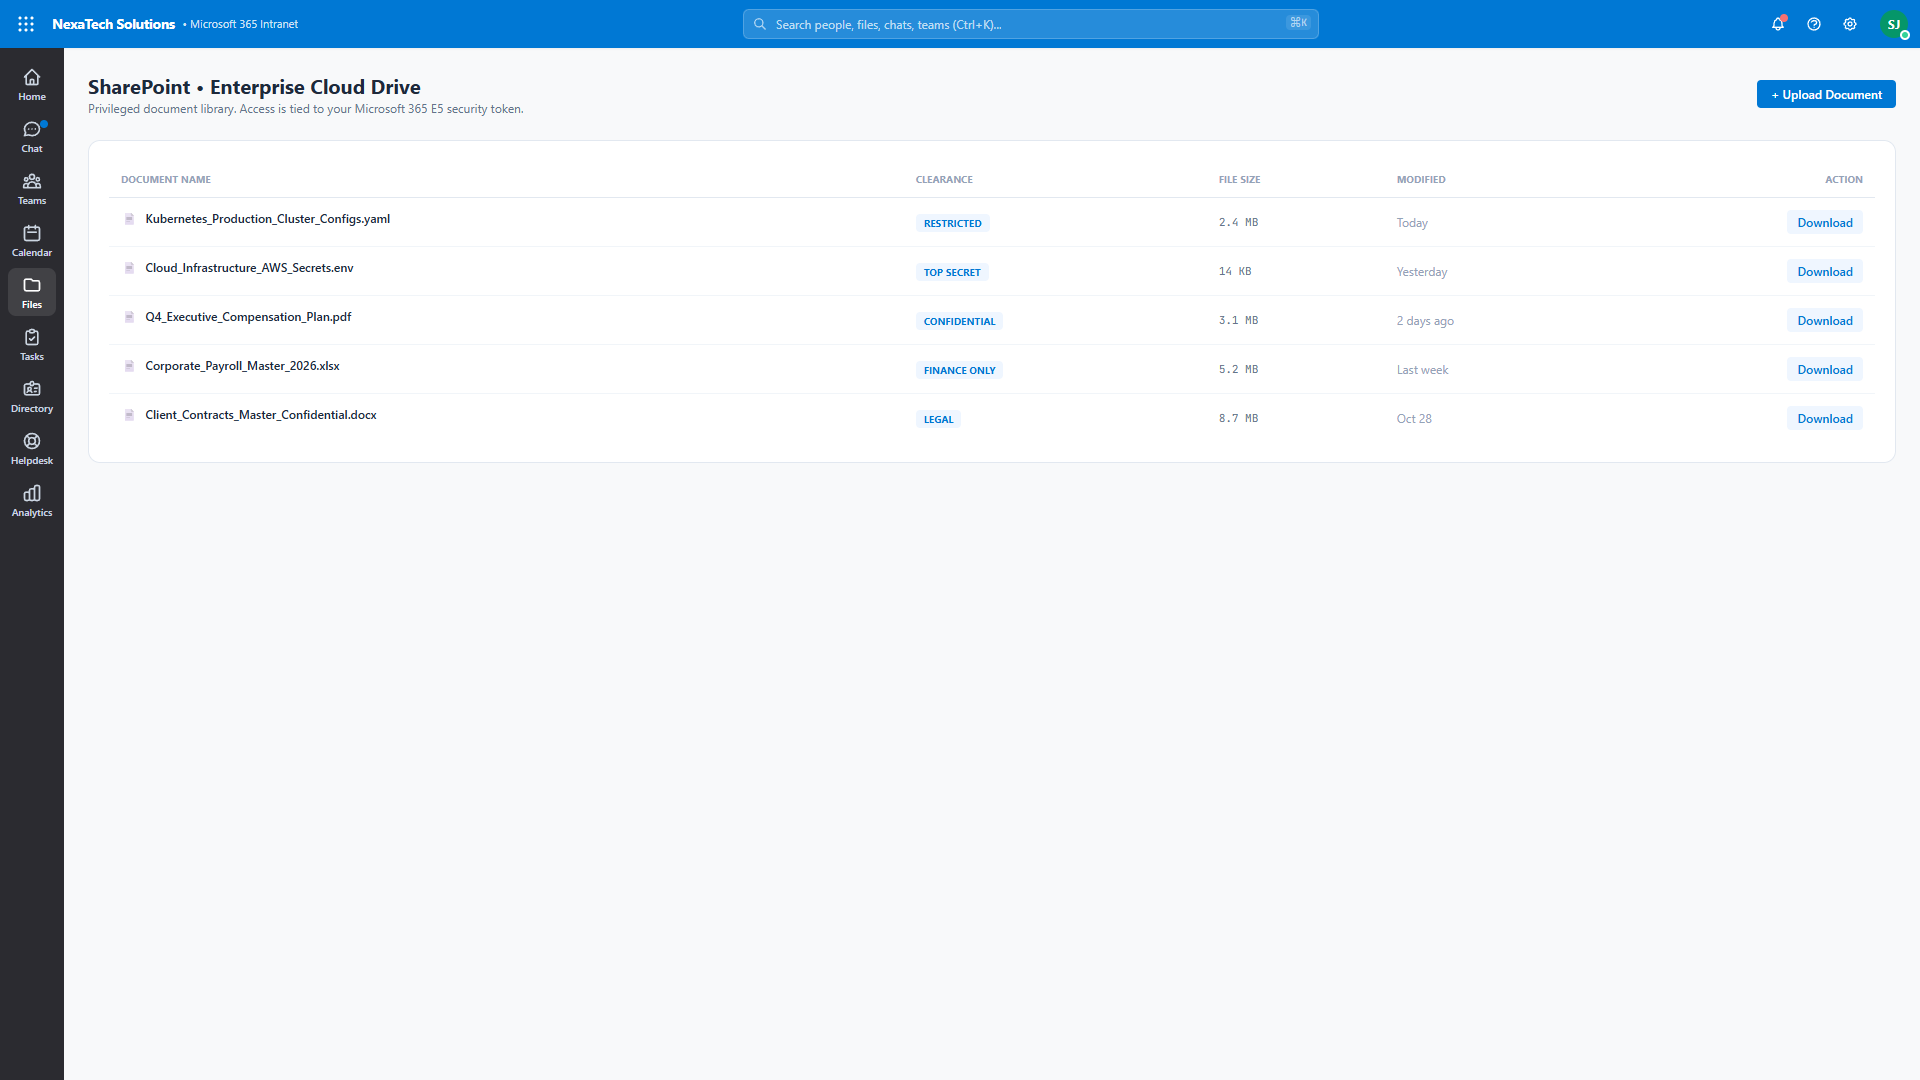 NexaTech Solutions • Microsoft 365 Intranet
Search people, files, chats, teams (Ctrl+K)...
⌘K
SJ
Home
Chat
Teams
Calendar
Files
Tasks
Directory
Helpdesk
Analytics
SharePoint • Enterprise Cloud Drive
Privileged document library. Access is tied to your Microsoft 365 E5 security token.
+ Upload Document
DOCUMENT NAME CLEARANCE FILE SIZE MODIFIED ACTION
Kubernetes_Production_Cluster_Configs.yaml RESTRICTED 2.4 MB Today Download
Cloud_Infrastructure_AWS_Secrets.env TOP SECRET 14 KB Yesterday Download
Q4_Executive_Compensation_Plan.pdf CONFIDENTIAL 3.1 MB 2 days ago Download
Corporate_Payroll_Master_2026.xlsx FINANCE ONLY 5.2 MB Last week Download
Client_Contracts_Master_Confidential.docx LEGAL 8.7 MB Oct 28 Download